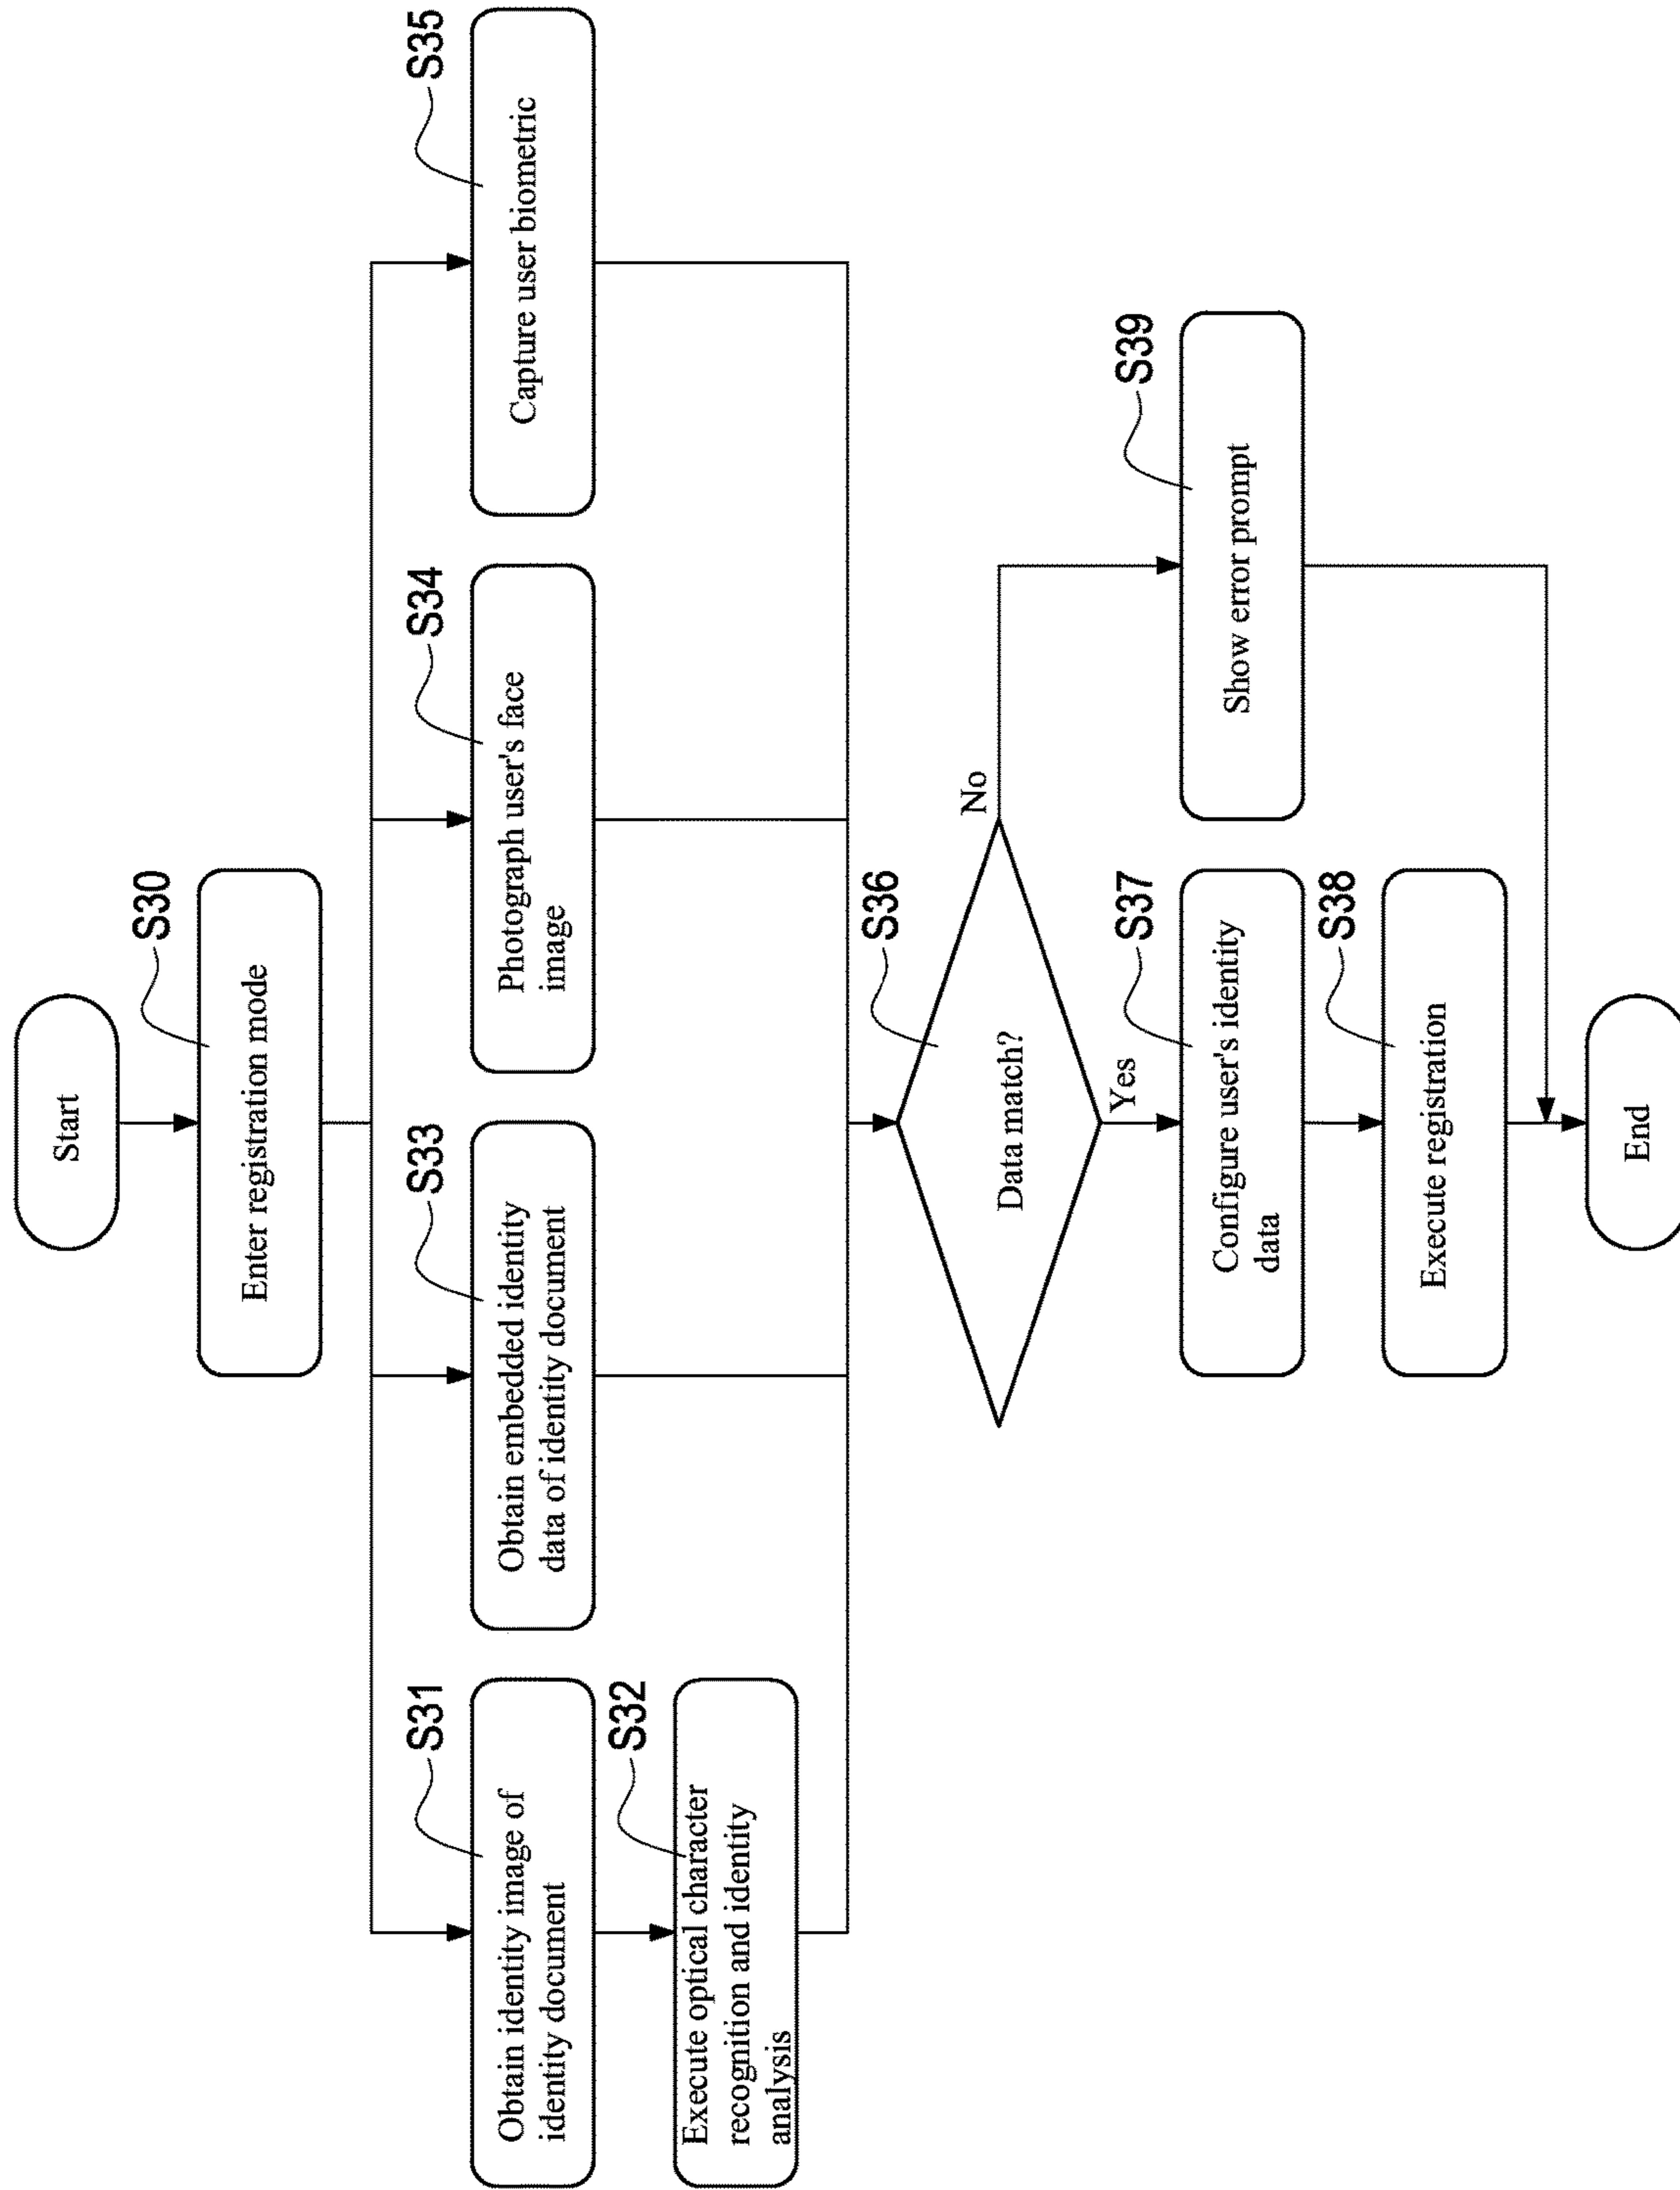 Start
S30
Enter registration mode
S31
Obtain identity image of
identity document
S32
Execute optical character
recognition and identity
analysis
S33
Obtain embedded identity
data of identity document
S34
Photograph user's face
image
S35
Capture user biometric
S36
Data match?
No
Yes
S37
Configure user's identity
data
S38
Execute registration
S39
Show error prompt
End